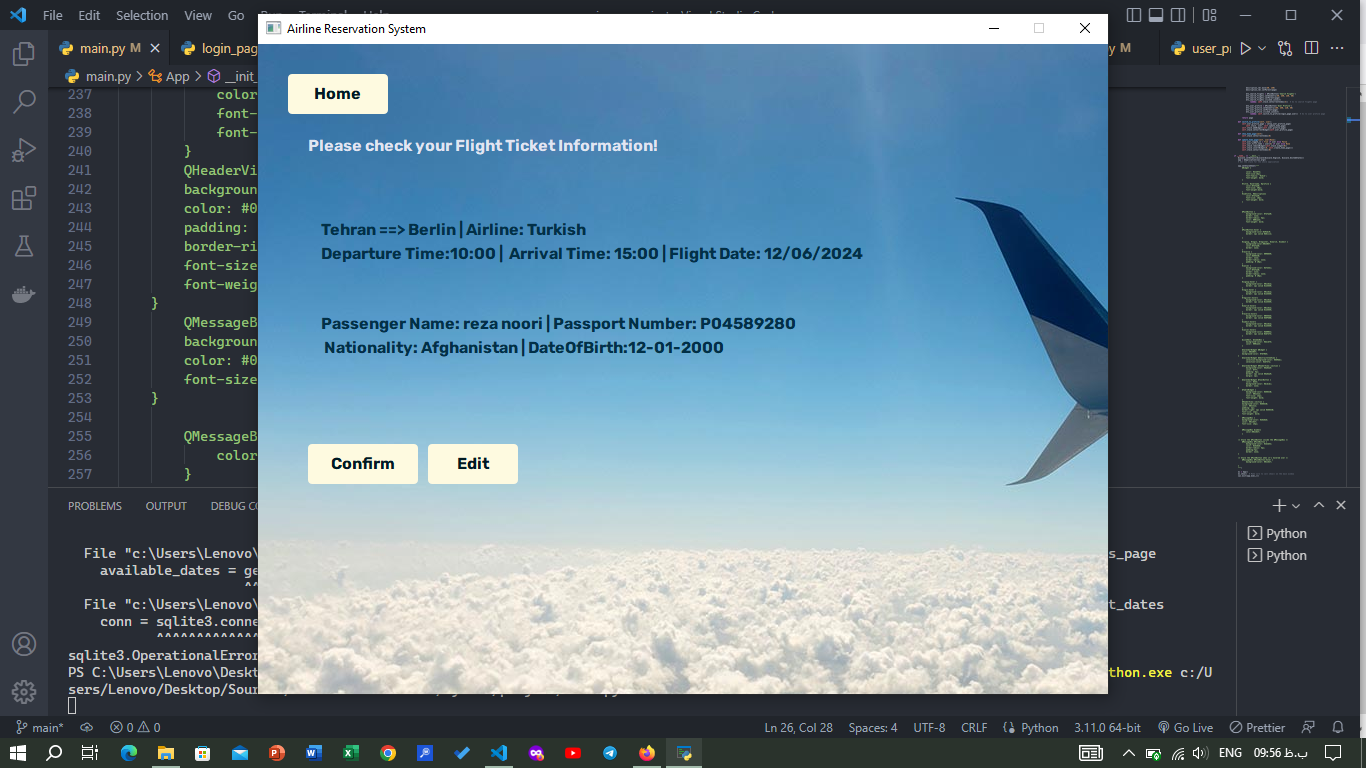 File Edit Selection View Go
Airline Reservation System
main.py M
login_pag
y M
user_pr
main.py > App > __init_
Home
Please check your Flight Ticket Information!
Tehran ==> Berlin | Airline: Turkish
Departure Time:10:00 | Arrival Time: 15:00 | Flight Date: 12/06/2024
Passenger Name: reza noori | Passport Number: P04589280
Nationality: Afghanistan | DateOfBirth:12-01-2000
Confirm Edit
237 color
238 font-
239 font-
240 }
241 QHeaderVi
242 backgroun
243 color: #0
244 padding:
245 border-ri
246 font-size
247 font-weig
248 }
249 QMessageB
250 backgroun
251 color: #0
252 font-size
253 }
254
255 QMessageB
256 color
257 }
PROBLEMS OUTPUT DEBUG CO
File "c:\Users\Lenovo\
s_page
available_dates = ge
^^
File "c:\Users\Lenovo\
t_dates
conn = sqlite3.conne
^^^^^^^^^^^^^
sqlite3.OperationalError
PS C:\Users\Lenovo\Deskt
thon.exe c:/U
sers/Lenovo/Desktop/Sour
Python
Python
main* 0 0 Ln 26, Col 28 Spaces: 4 UTF-8 CRLF Python 3.11.0 64-bit Go Live Prettier
ENG 09:56 ب.ظ